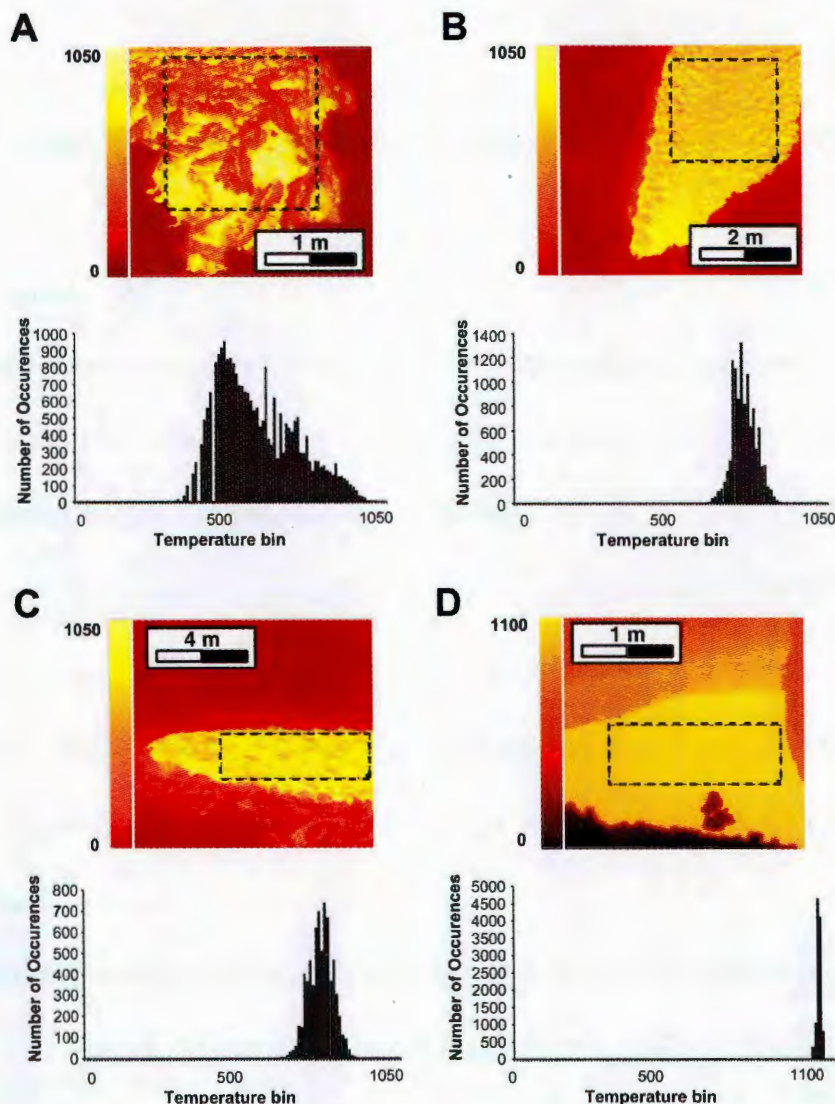 A
1050
0
1 m
Number of Occurences
1000
900
800
700
600
500
400
300
200
100
0
0 500 1050
Temperature bin
B
1050
0
2 m
Number of Occurences
1400
1200
1000
800
600
400
200
0
0 500 1050
Temperature bin
C
1050
0
4 m
Number of Occurences
800
700
600
500
400
300
200
100
0
0 500 1050
Temperature bin
D
1100
0
1 m
Number of Occurences
5000
4500
4000
3500
3000
2500
2000
1500
1000
500
0
0 500 1100
Temperature bin